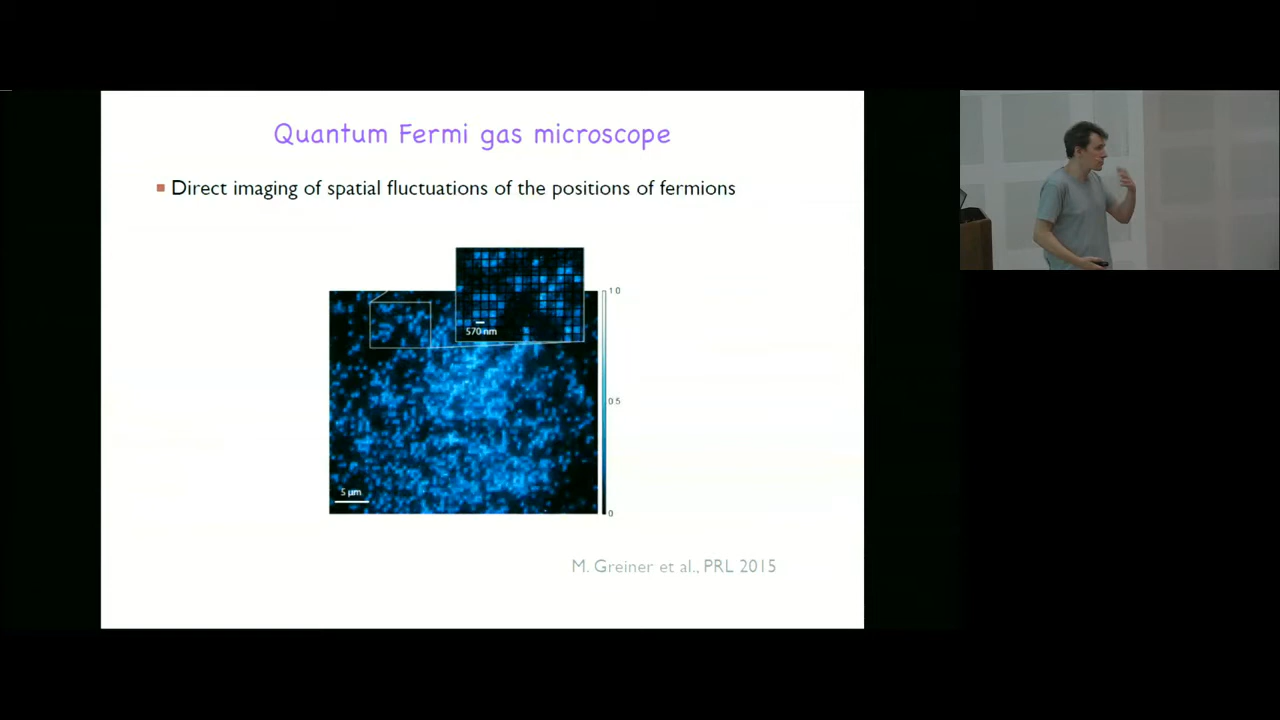 Quantum Fermi gas microscope
Direct imaging of spatial fluctuations of the positions of fermions
570 nm
1.0
0.5
5 µm
0
M. Greiner et al., PRL 2015